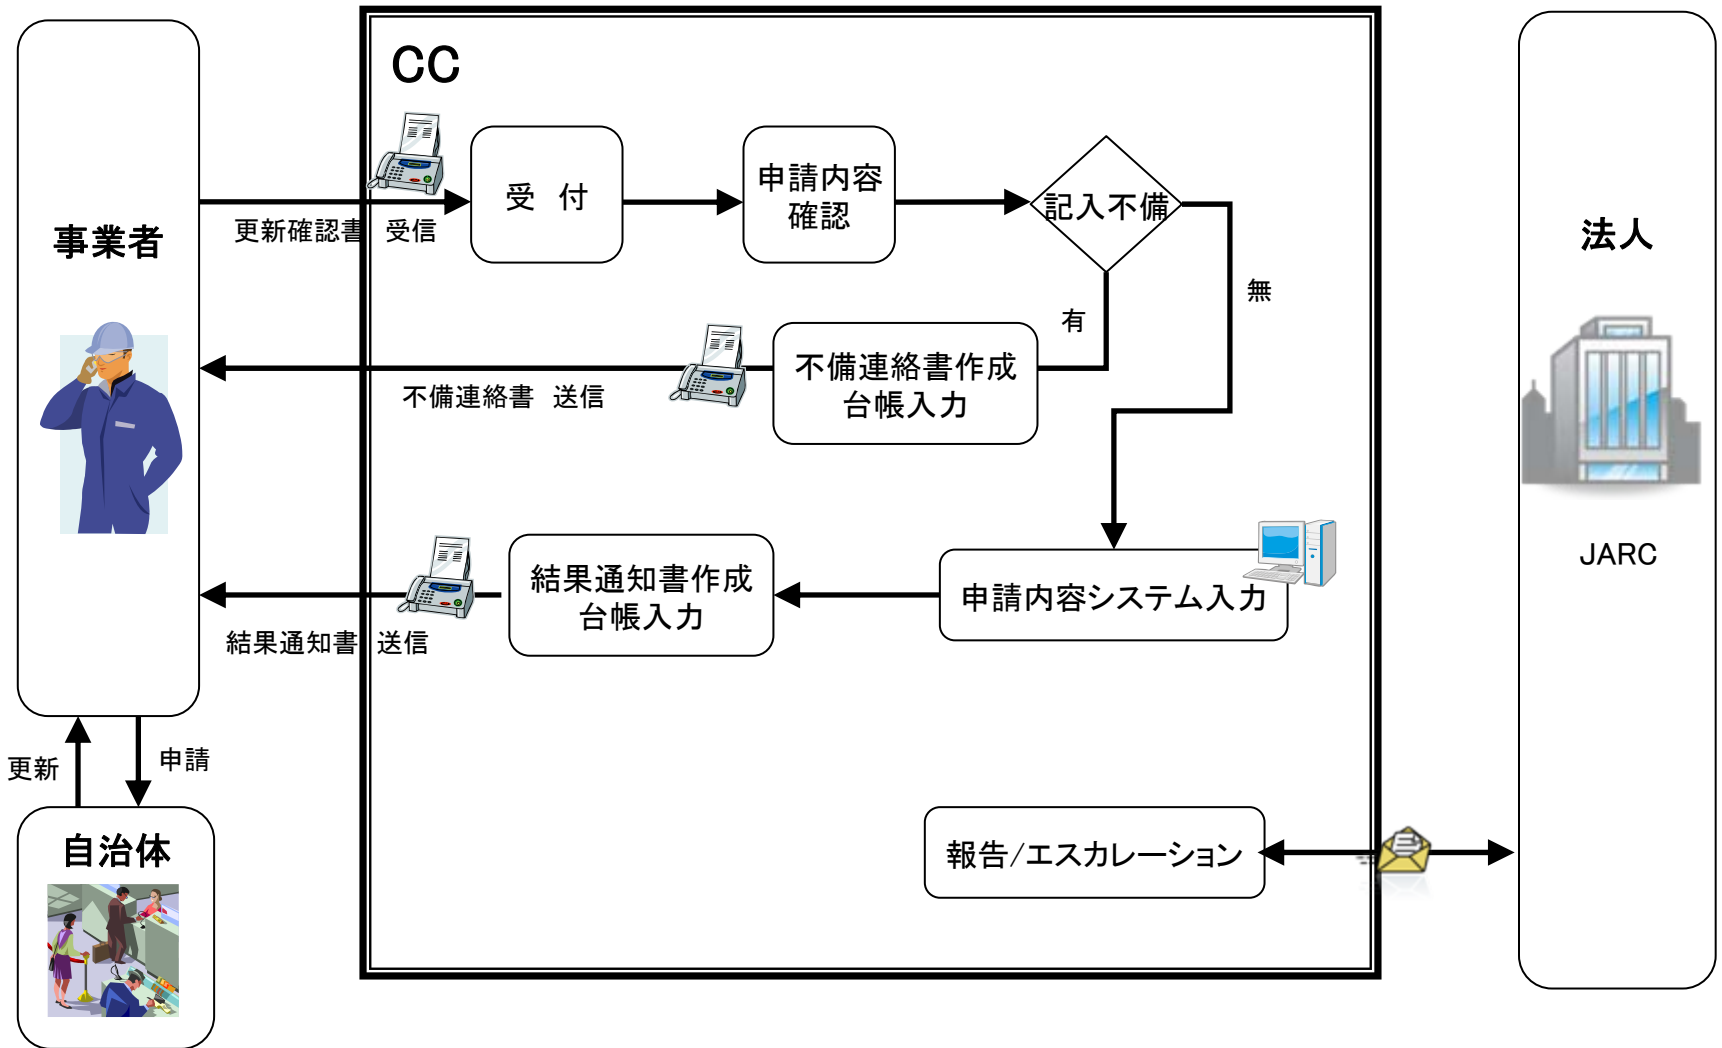 CC
事業者
更新確認書 受信
受 付
申請内容
確認
記入不備
法人
無
有
不備連絡書作成
台帳入力
不備連絡書 送信
JARC
申請内容システム入力
結果通知書作成
台帳入力
結果通知書 送信
更新
申請
自治体
報告/エスカレーション